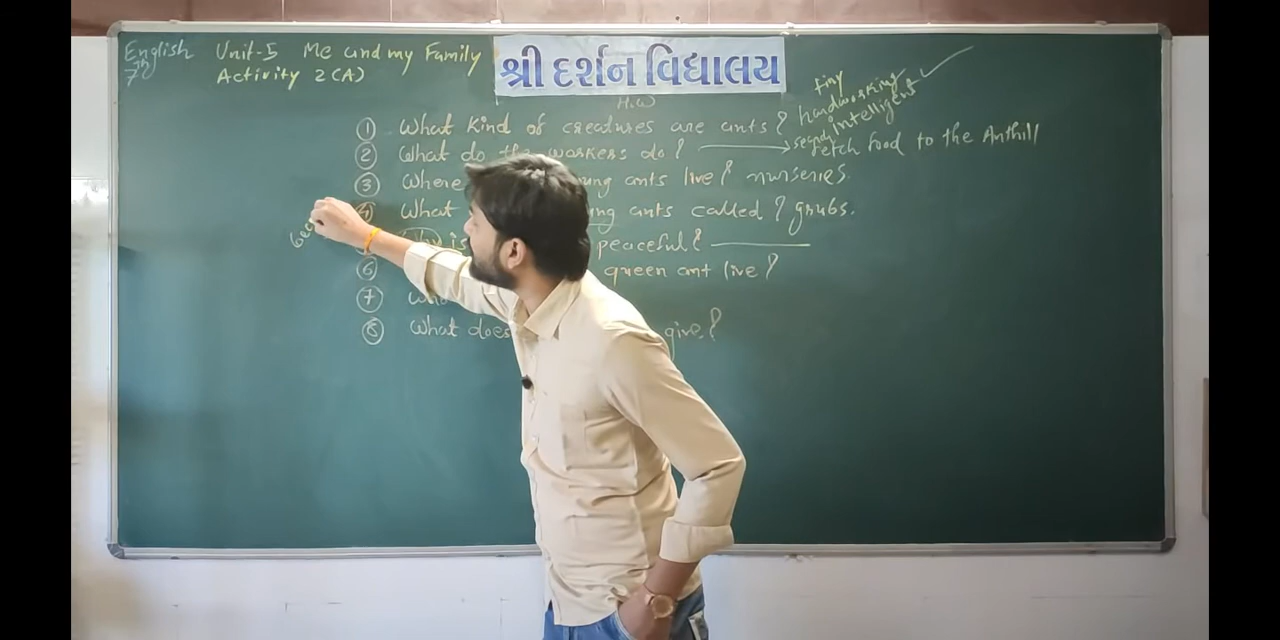 English Unit-5 Me and my Family
7th Activity 2(A)
શ્રી દર્શન વિદ્યાલય
H.W
① What kind of creatures are ants? tiny hardworking intelligent
② What do the workers do? search fetch food to the Anthill
③ Where ants live? nurseries.
④ What ants called? grubs.
is peaceful?
⑥ queen ant live?
⑦
⑧ What does give?